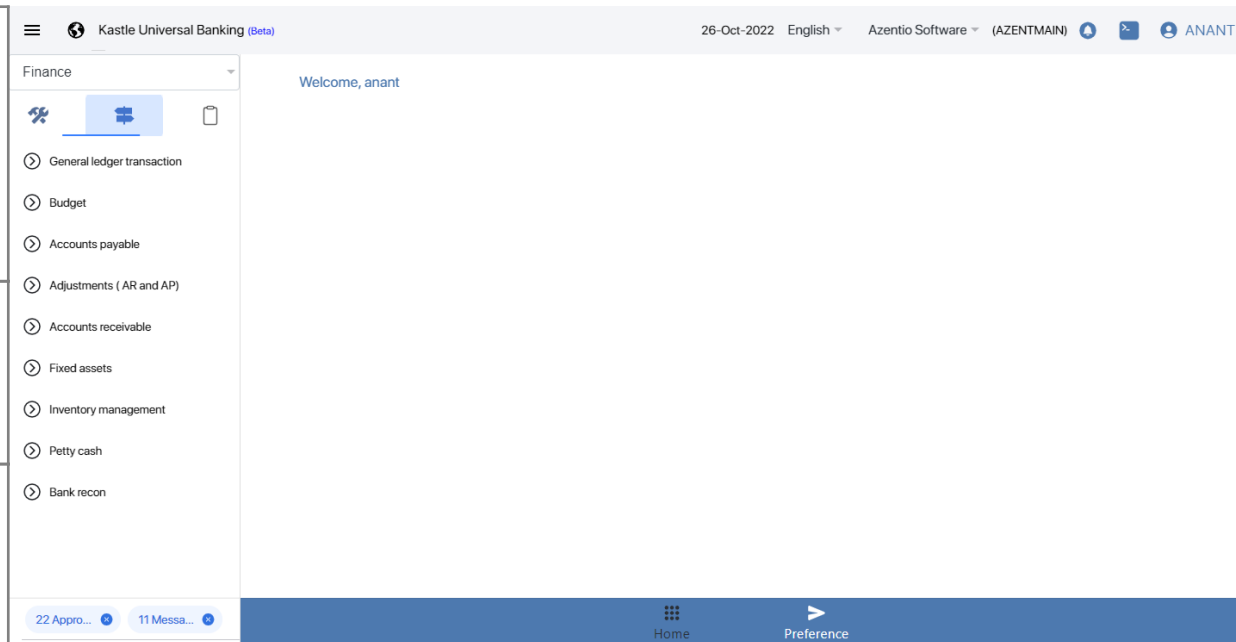 Kastle Universal Banking (Beta)
26-Oct-2022 English Azentio Software (AZENTMAIN) ANANT
Finance
Welcome, anant
General ledger transaction
Budget
Accounts payable
Adjustments ( AR and AP)
Accounts receivable
Fixed assets
Inventory management
Petty cash
Bank recon
22 Appro... 11 Messa...
Home Preference